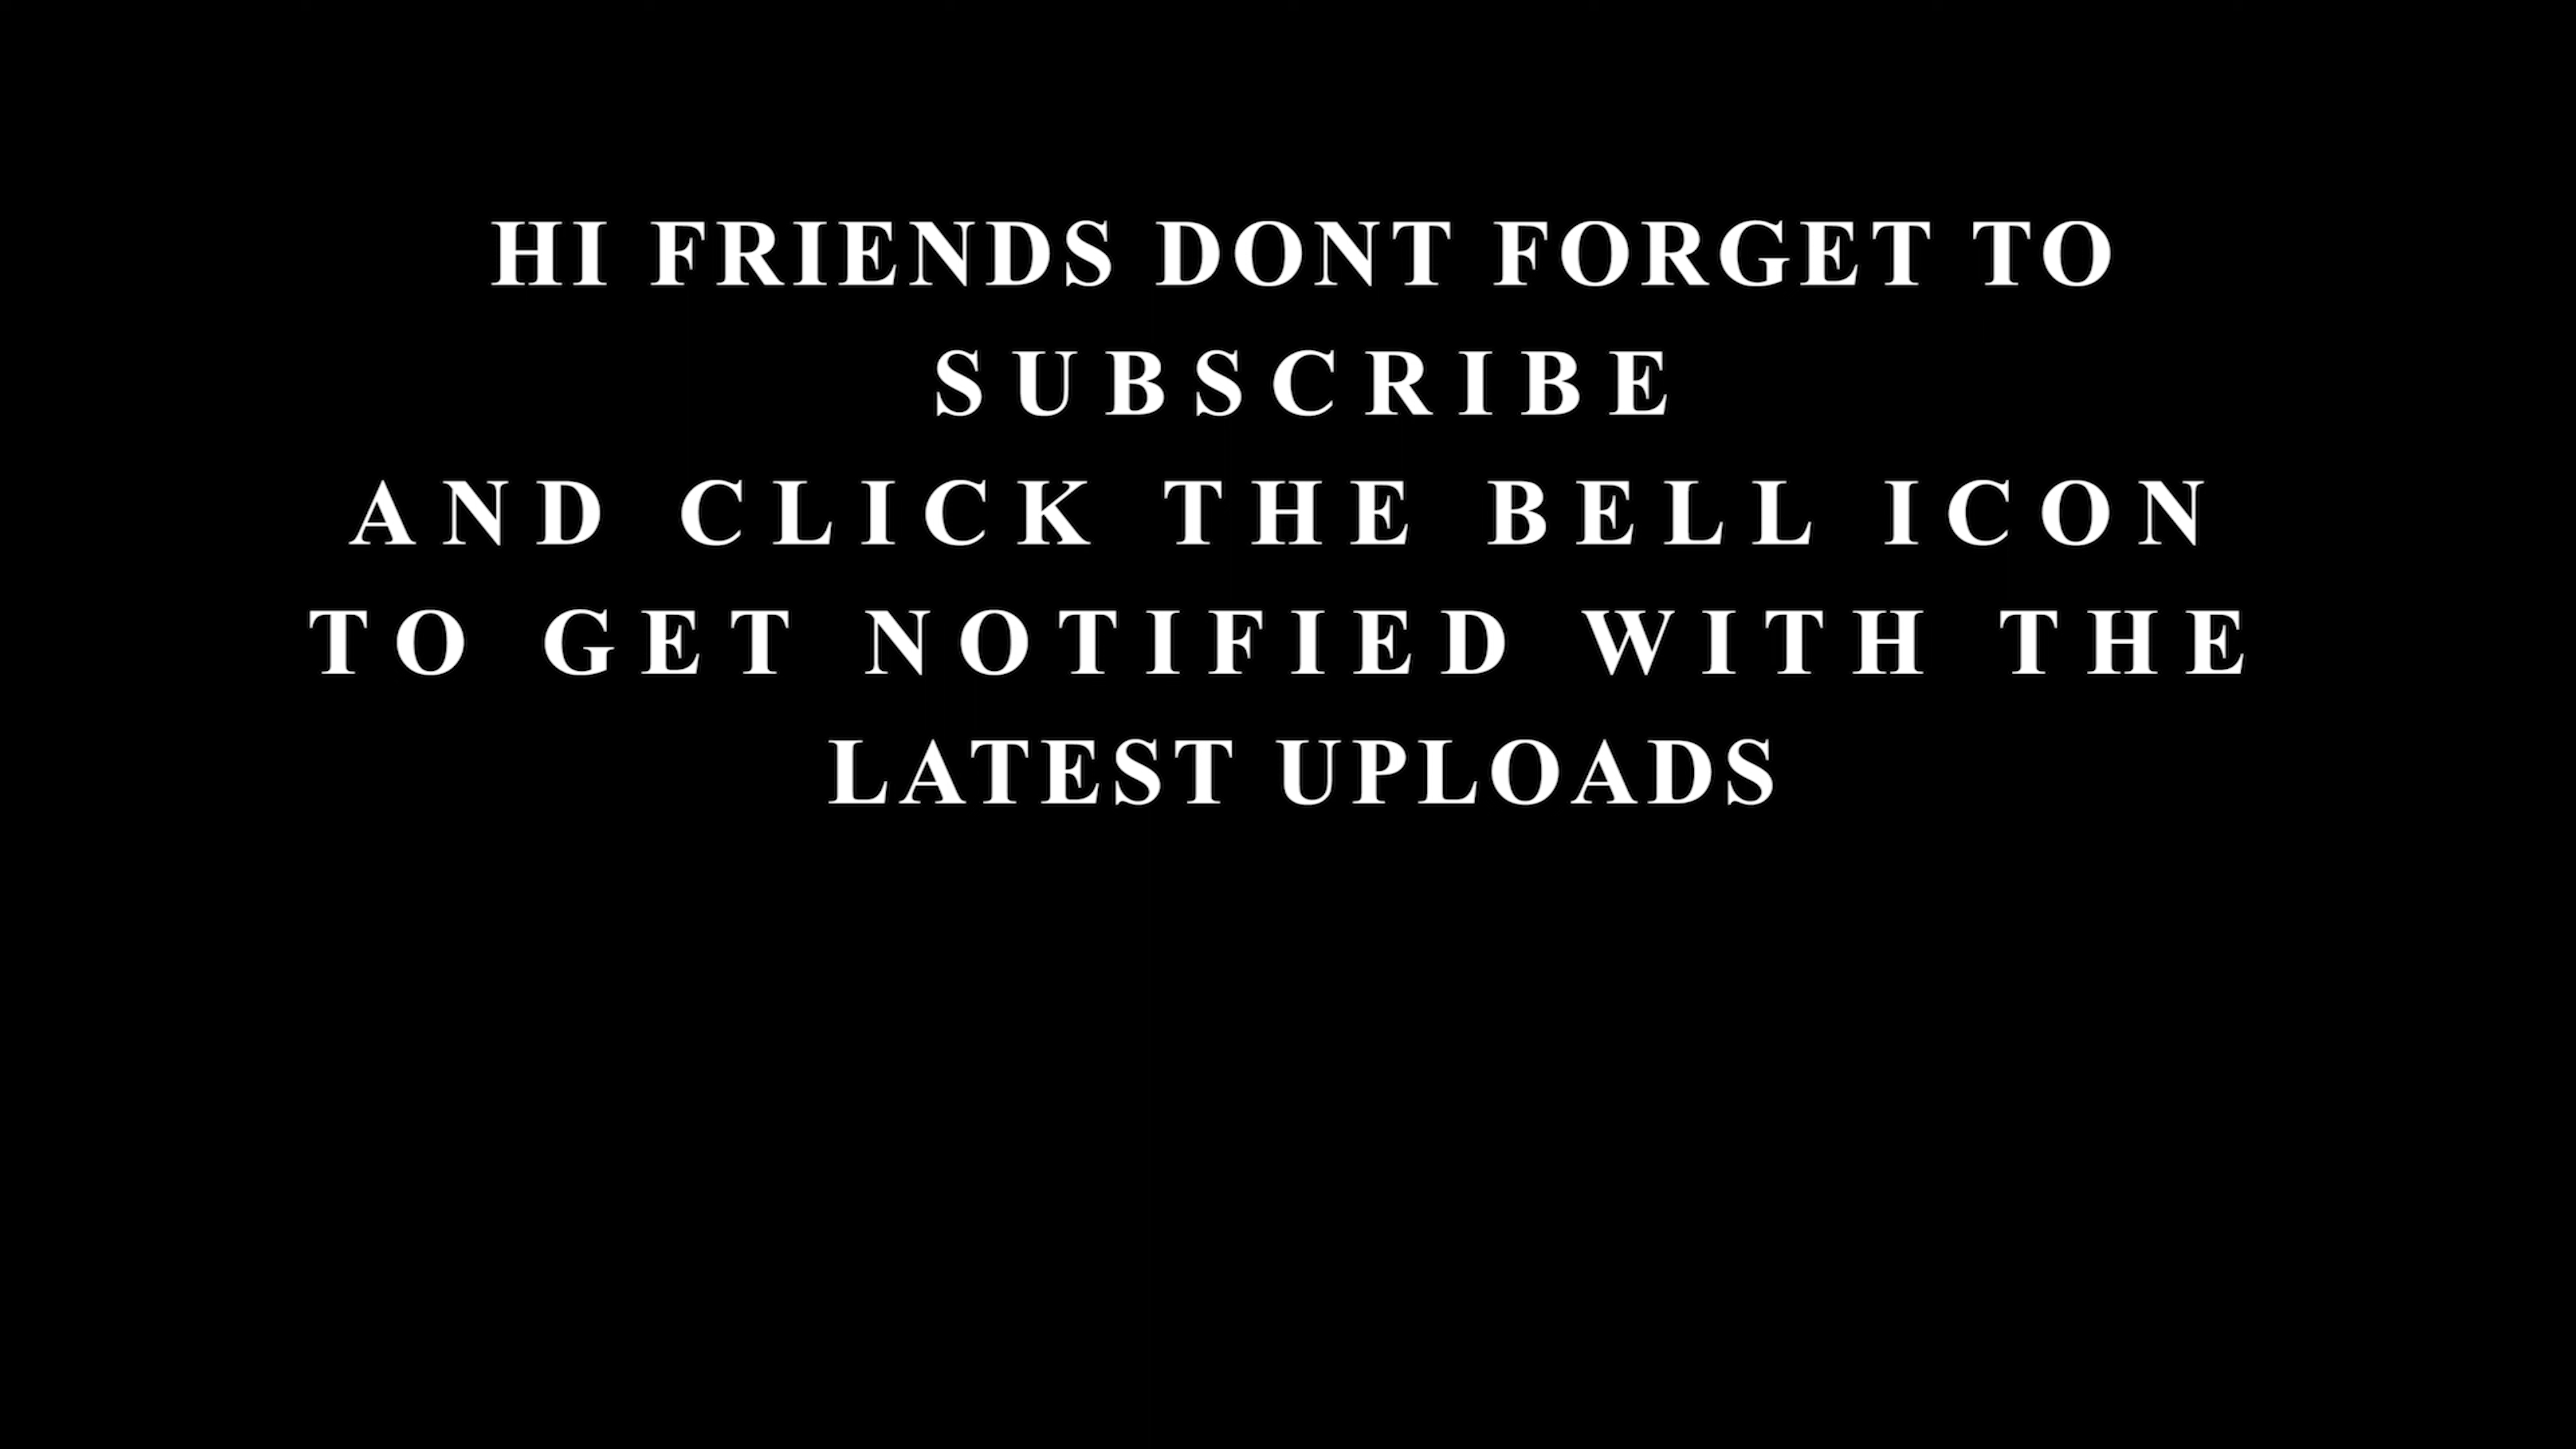 HI FRIENDS DONT FORGET TO
SUBSCRIBE
AND CLICK THE BELL ICON
TO GET NOTIFIED WITH THE
LATEST UPLOADS